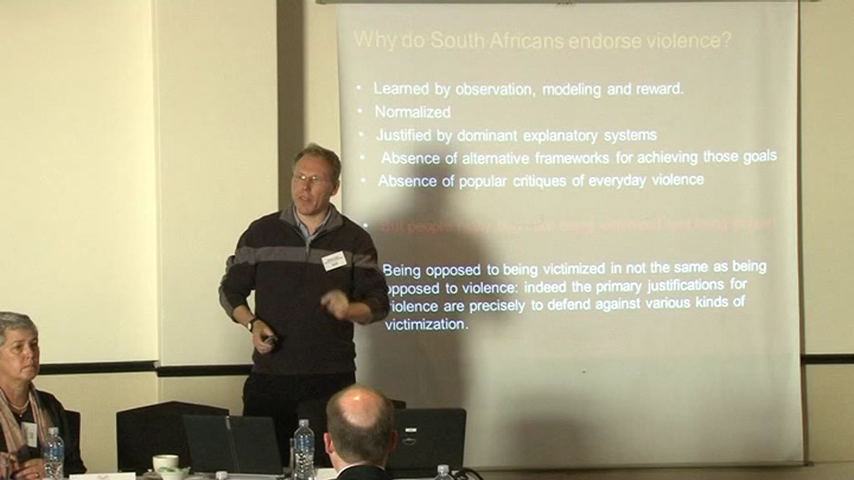 Why do South Africans endorse violence?
• Learned by observation, modeling and reward.
• Normalized
• Justified by dominant explanatory systems
• Absence of alternative frameworks for achieving those goals
• Absence of popular critiques of everyday violence
• But people
Being opposed to being victimized in not the same as being
opposed to violence: indeed the primary justifications for
violence are precisely to defend against various kinds of
victimization.
DELL